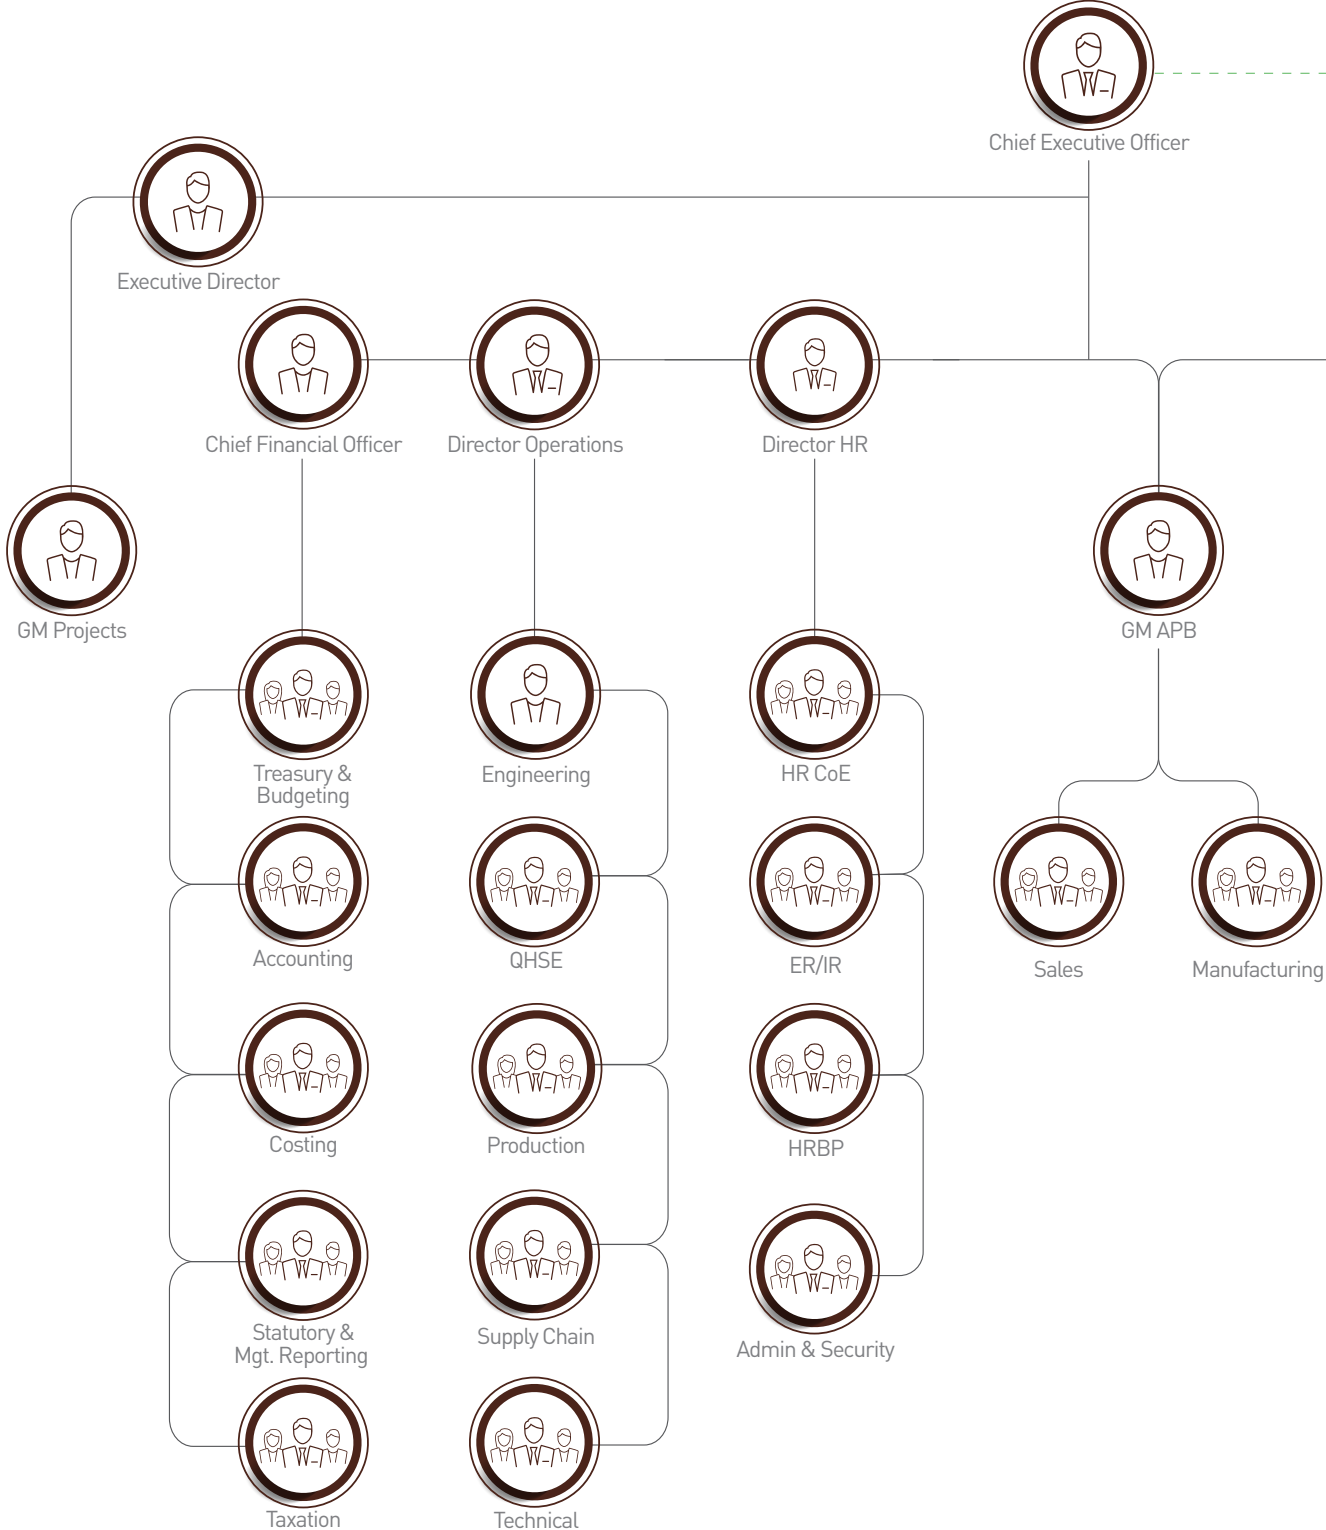 Chief Executive Officer
Executive Director
Chief Financial Officer
Director Operations
Director HR
GM Projects
GM APB
Treasury &
Budgeting
Engineering
HR CoE
Accounting
QHSE
ER/IR
Sales
Manufacturing
Costing
Production
HRBP
Statutory &
Mgt. Reporting
Supply Chain
Admin & Security
Taxation
Technical